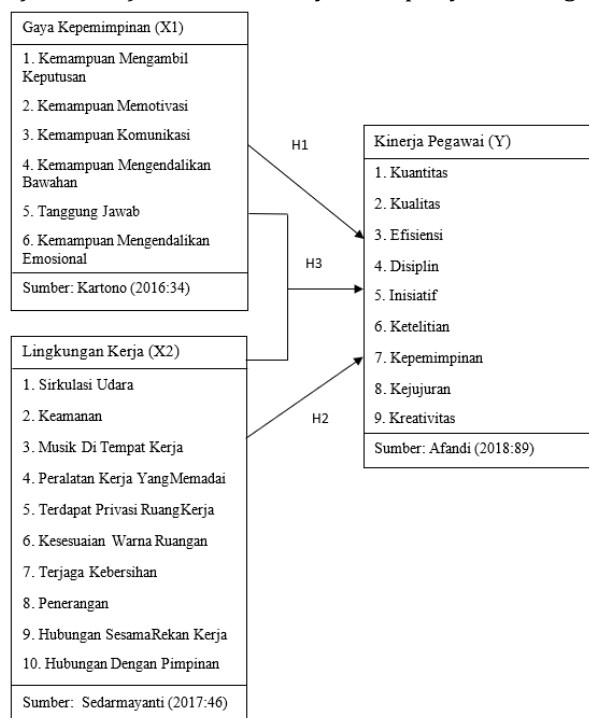 Gaya Kepemimpinan (X1)
1. Kemampuan Mengambil
Keputusan
2. Kemampuan Memotivasi
3. Kemampuan Komunikasi
4. Kemampuan Mengendalikan
Bawahan
5. Tanggung Jawab
6. Kemampuan Mengendalikan
Emosional
Sumber: Kartono (2016:34)
Lingkungan Kerja (X2)
1. Sirkulasi Udara
2. Keamanan
3. Musik Di Tempat Kerja
4. Peralatan Kerja YangMemadai
5. Terdapat Privasi RuangKerja
6. Kesesuaian Warna Ruangan
7. Terjaga Kebersihan
8. Penerangan
9. Hubungan SesamaRekan Kerja
10. Hubungan Dengan Pimpinan
Sumber: Sedarmayanti (2017:46)
H1
H3
H2
Kinerja Pegawai (Y)
1. Kuantitas
2. Kualitas
3. Efisiensi
4. Disiplin
5. Inisiatif
6. Ketelitian
7. Kepemimpinan
8. Kejujuran
9. Kreativitas
Sumber: Afandi (2018:89)